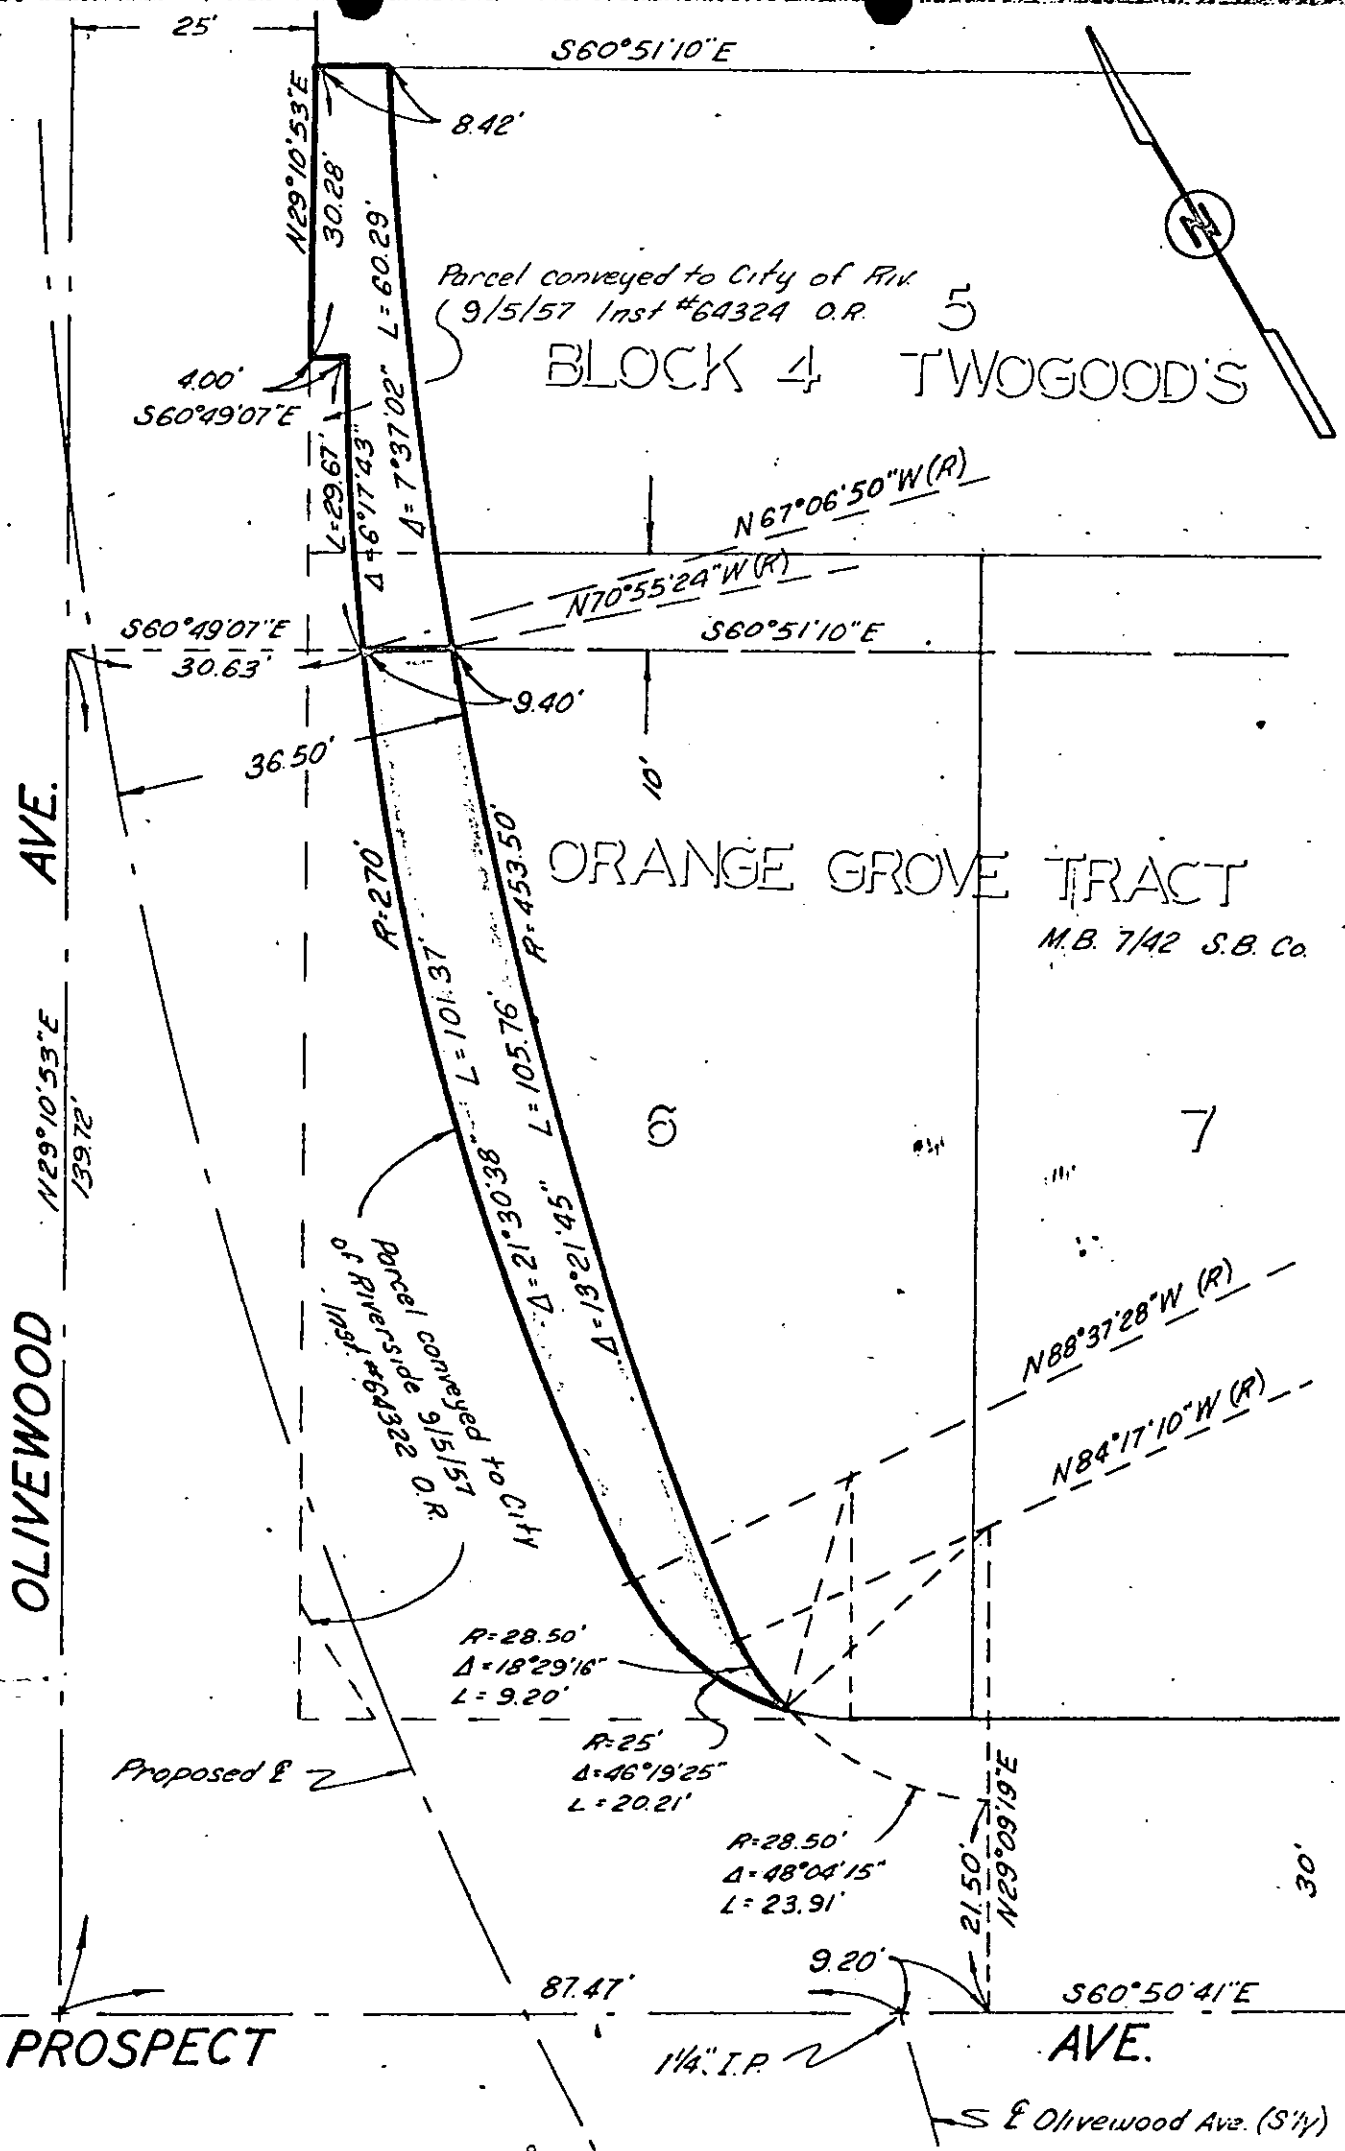 25'
S60°51'10"E
8.42'
N29°10'53"E
30.28'
L=60.29'
Δ=7°37'02"
Parcel conveyed to City of Riv.
9/5/57 Inst #64324 O.R.
5
BLOCK 4 TWOGOOD'S
N
4.00'
S60°49'07"E
L=29.67'
Δ=6°17'43"
N67°06'50"W(R)
N70°55'24"W(R)
S60°49'07"E
30.63'
S60°51'10"E
9.40'
36.50'
10'
R=270'
R=453.50'
ORANGE GROVE TRACT
M.B. 7/42 S.B. Co.
L=101.37'
L=105.76'
Δ=21°30'38"
Δ=13°21'45"
OLIVEWOOD AVE.
N29°10'53"E
139.72'
6
7
Parcel conveyed to City
of Riverside 9/5/57
Inst. #64322 O.R.
N88°37'28"W (R)
N84°17'10"W (R)
R=28.50'
Δ=18°29'16"
L=9.20'
R=25'
Δ=46°19'25"
L=20.21'
Proposed ℄
R=28.50'
Δ=48°04'15"
L=23.91'
21.50'
N29°09'19"E
30'
9.20'
87.47'
S60°50'41"E
PROSPECT AVE.
1¼" I.P.
℄ Olivewood Ave. (S'ly)